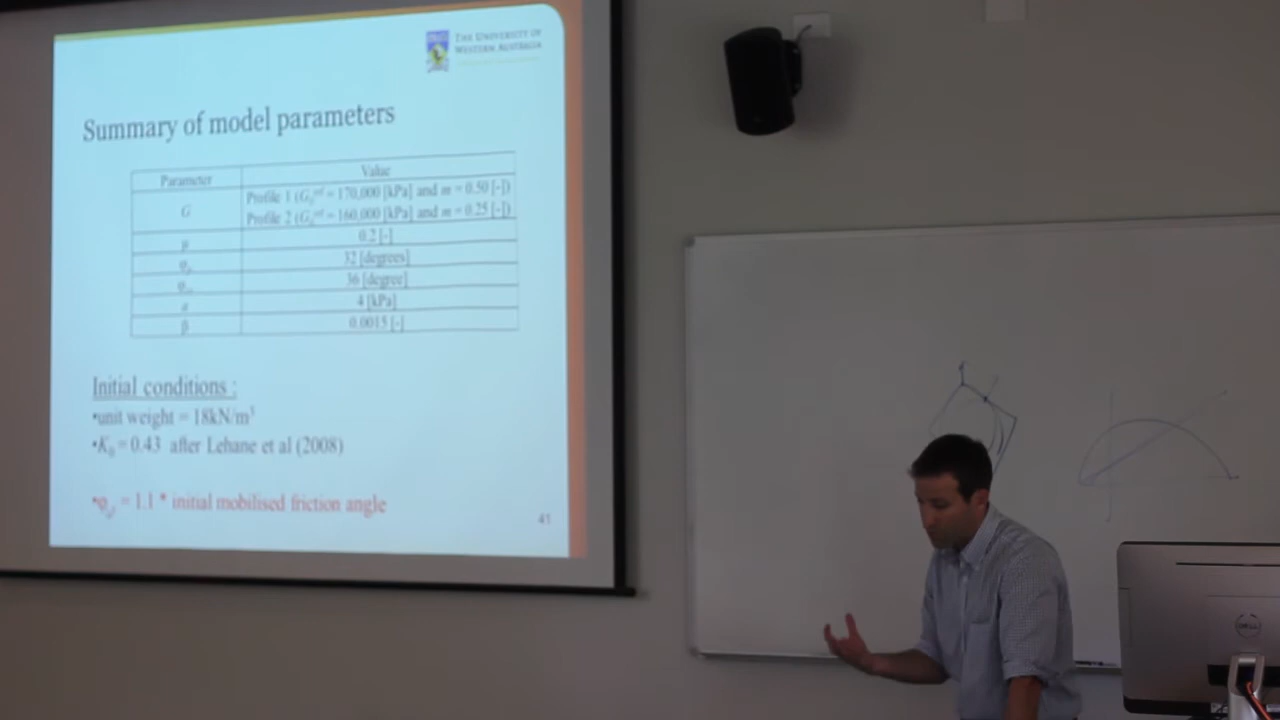 THE UNIVERSITY OF
WESTERN AUSTRALIA
Summary of model parameters
Parameter Value
G Profile 1 (G₀ʳᵉᶠ = 170,000 [kPa] and m = 0.50 [-])
Profile 2 (G₀ʳᵉᶠ = 160,000 [kPa] and m = 0.25 [-])
μ 0.2 [-]
32 [degrees]
36 [degree]
4 [kPa]
β 0.0015 [-]
Initial conditions :
•unit weight = 18kN/m³
•K₀ = 0.43 after Lehane et al (2008)
= 1.1 * initial mobilised friction angle
41
DELL